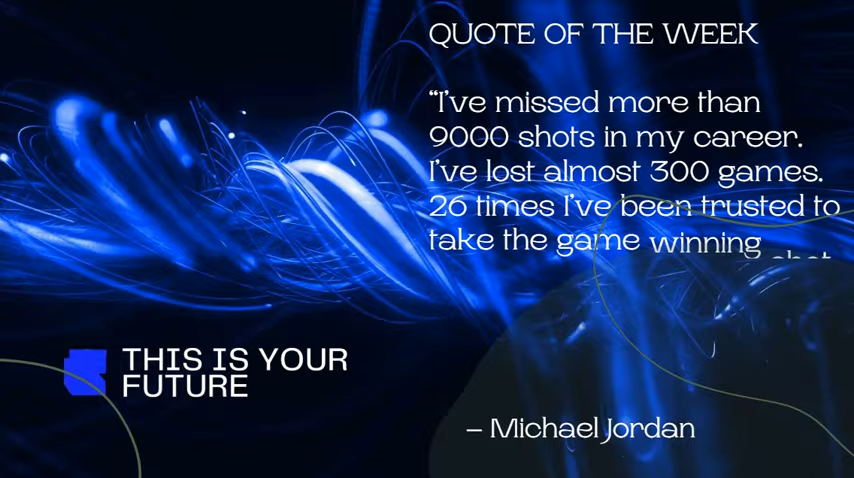 QUOTE OF THE WEEK
“I’ve missed more than
9000 shots in my career.
I’ve lost almost 300 games.
26 times I’ve been trusted to
take the game winning
THIS IS YOUR
FUTURE
– Michael Jordan